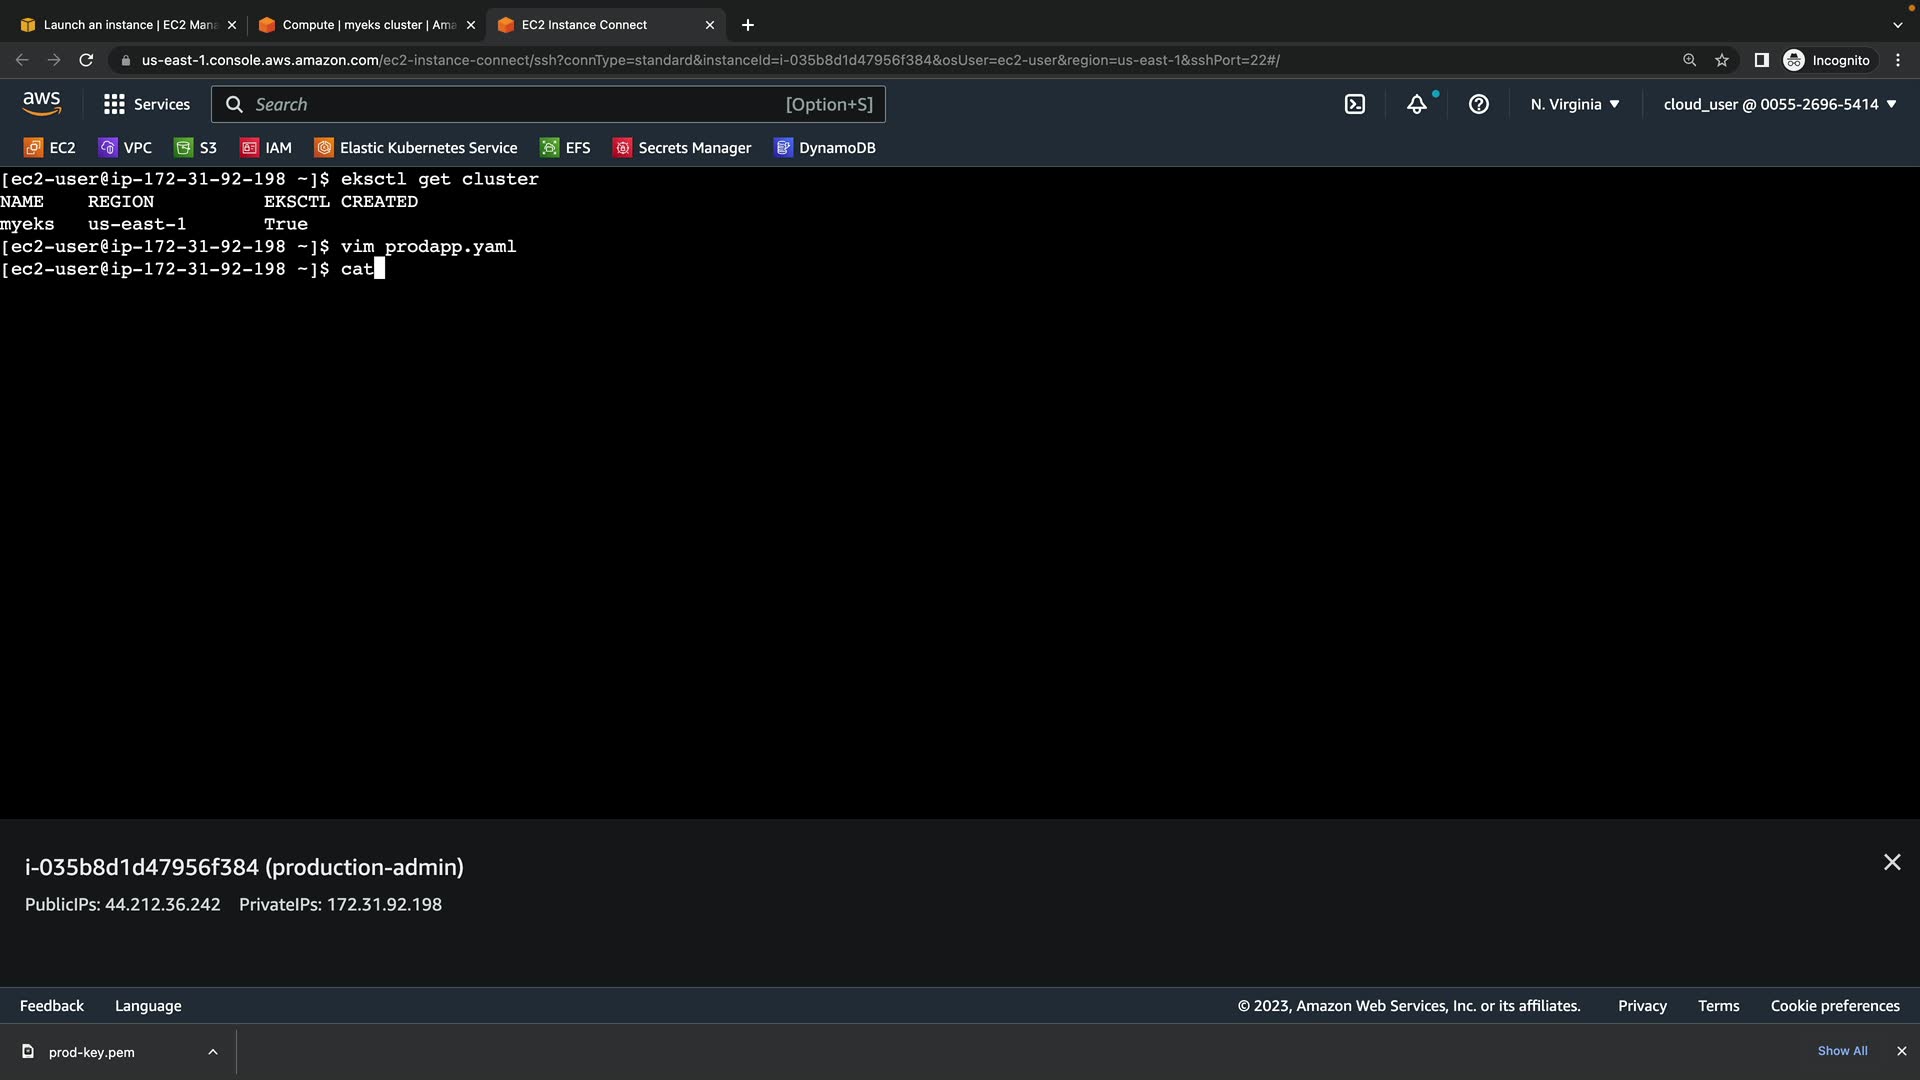 Launch an instance | EC2 Mana
Compute | myeks cluster | Ama
EC2 Instance Connect
us-east-1.console.aws.amazon.com/ec2-instance-connect/ssh?connType=standard&instanceId=i-035b8d1d47956f384&osUser=ec2-user&region=us-east-1&sshPort=22#/
Incognito
aws
Services
Search
[Option+S]
N. Virginia
cloud_user @ 0055-2696-5414
EC2
VPC
S3
IAM
Elastic Kubernetes Service
EFS
Secrets Manager
DynamoDB
[ec2-user@ip-172-31-92-198 ~]$ eksctl get cluster
NAME REGION EKSCTL CREATED
myeks us-east-1 True
[ec2-user@ip-172-31-92-198 ~]$ vim prodapp.yaml
[ec2-user@ip-172-31-92-198 ~]$ cat
i-035b8d1d47956f384 (production-admin)
PublicIPs: 44.212.36.242 PrivateIPs: 172.31.92.198
Feedback
Language
© 2023, Amazon Web Services, Inc. or its affiliates.
Privacy
Terms
Cookie preferences
prod-key.pem
Show All